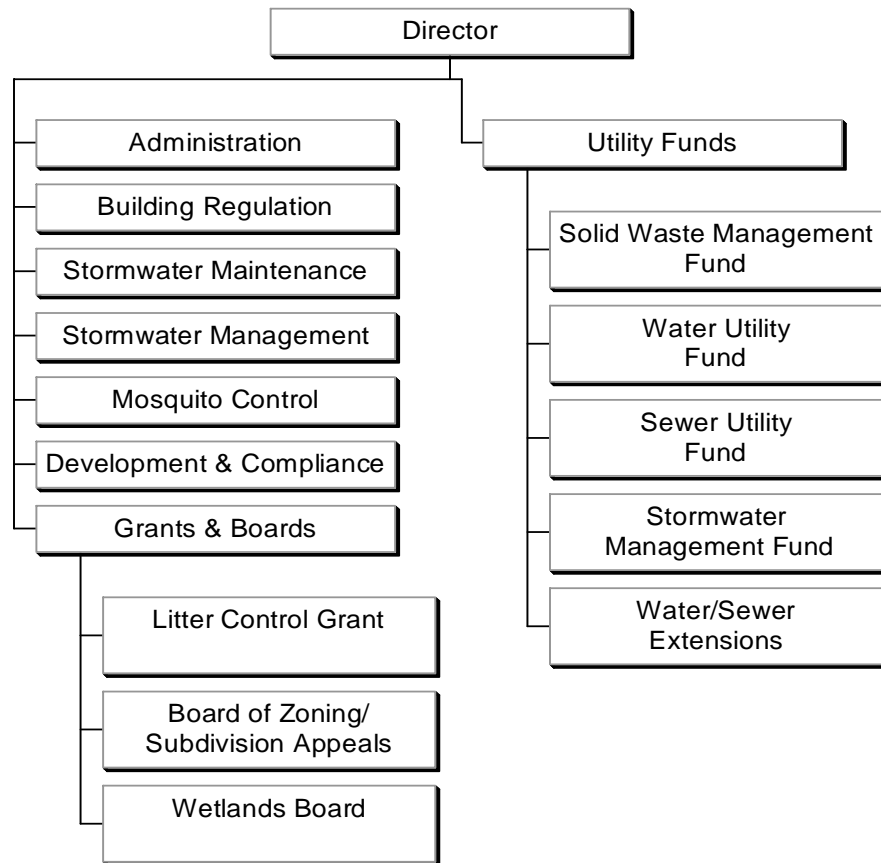 Director
Administration
Building Regulation
Stormwater Maintenance
Stormwater Management
Mosquito Control
Development & Compliance
Grants & Boards
Litter Control Grant
Board of Zoning/
Subdivision Appeals
Wetlands Board
Utility Funds
Solid Waste Management
Fund
Water Utility
Fund
Sewer Utility
Fund
Stormwater
Management Fund
Water/Sewer
Extensions